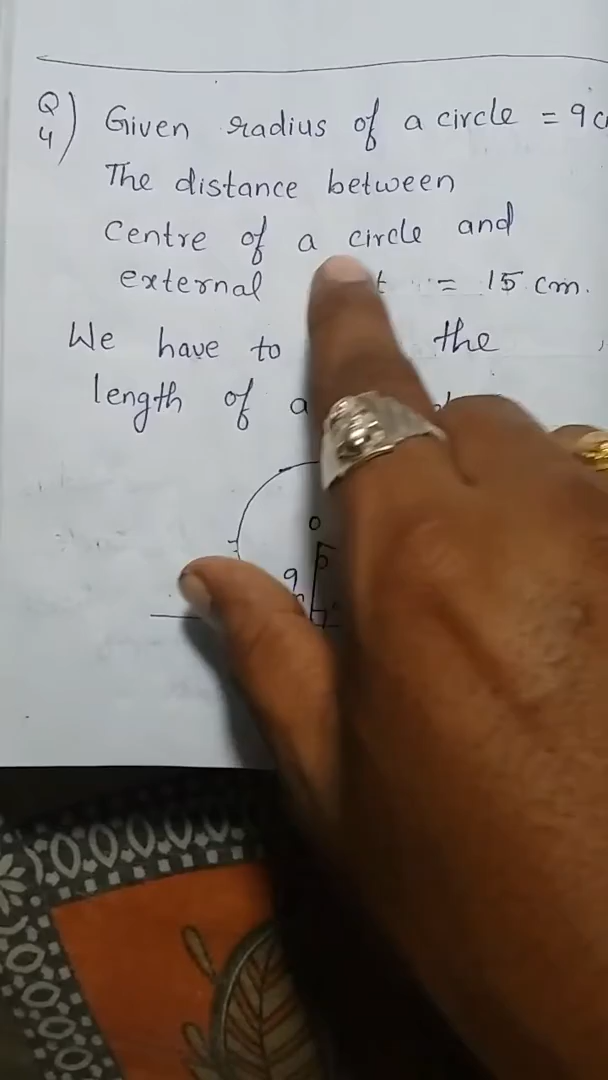 Q
4) Given radius of a circle = 9c
The distance between
Centre of a circle and
external = 15 cm.
We have to the
length of a
O
9